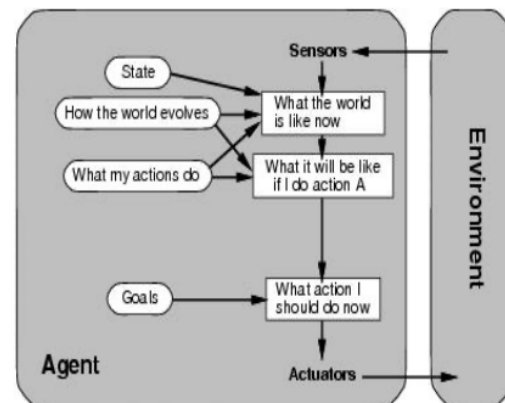 Sensors
State
What the world
is like now
How the world evolves
What it will be like
if I do action A
What my actions do
Goals
What action I
should do now
Agent
Actuators
Environment